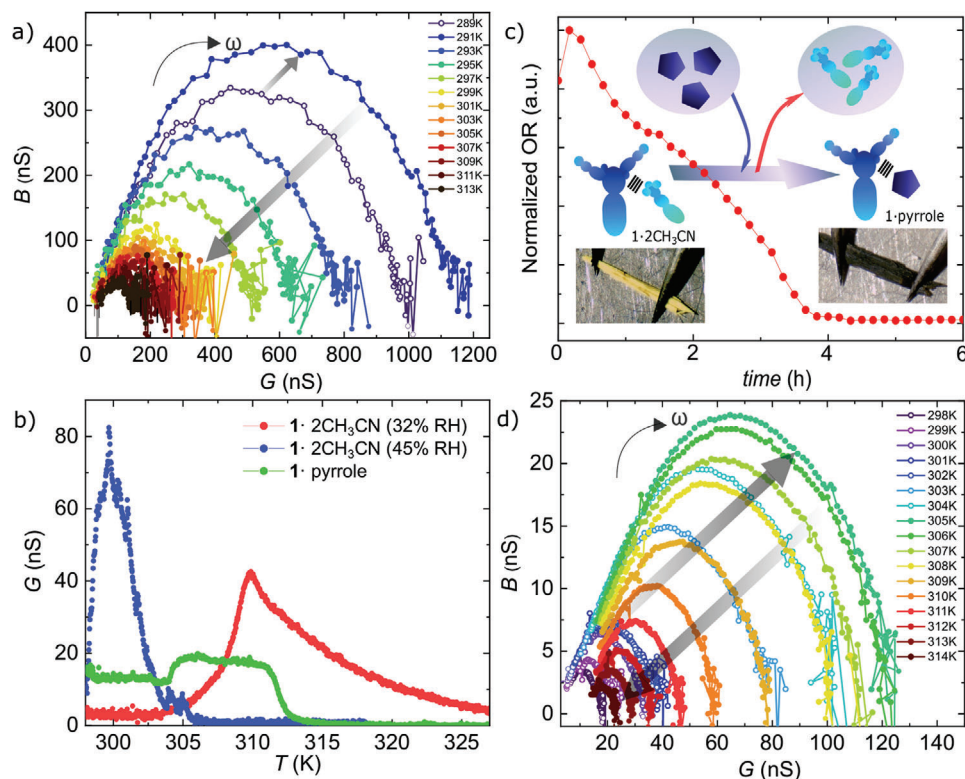 a)
ω
B (nS)
400
300
200
100
0
0 200 400 600 800 1000 1200
G (nS)
289K
291K
293K
295K
297K
299K
301K
303K
305K
307K
309K
311K
313K
c)
Normalized OR (a.u.)
1·2CH₃CN
1·pyrrole
0 2 4 6
time (h)
b)
G (nS)
80
60
40
20
0
1· 2CH₃CN (32% RH)
1· 2CH₃CN (45% RH)
1· pyrrole
300 305 310 315 320 325
T (K)
d)
ω
B (nS)
25
20
15
10
5
0
20 40 60 80 100 120 140
G (nS)
298K
299K
300K
301K
302K
303K
304K
305K
306K
307K
308K
309K
310K
311K
312K
313K
314K